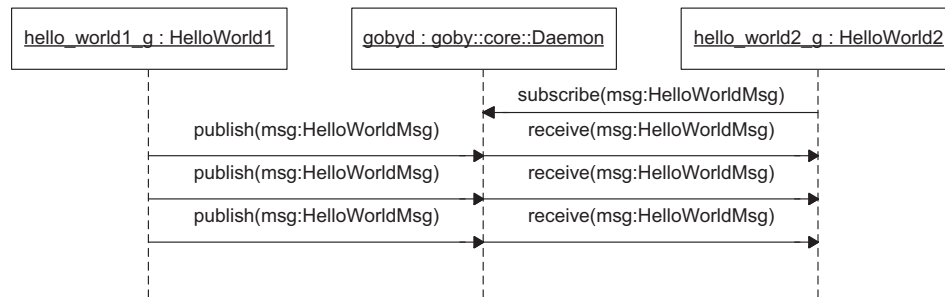 hello_world1_g : HelloWorld1
gobyd : goby::core::Daemon
hello_world2_g : HelloWorld2
subscribe(msg:HelloWorldMsg)
publish(msg:HelloWorldMsg)
receive(msg:HelloWorldMsg)
publish(msg:HelloWorldMsg)
receive(msg:HelloWorldMsg)
publish(msg:HelloWorldMsg)
receive(msg:HelloWorldMsg)